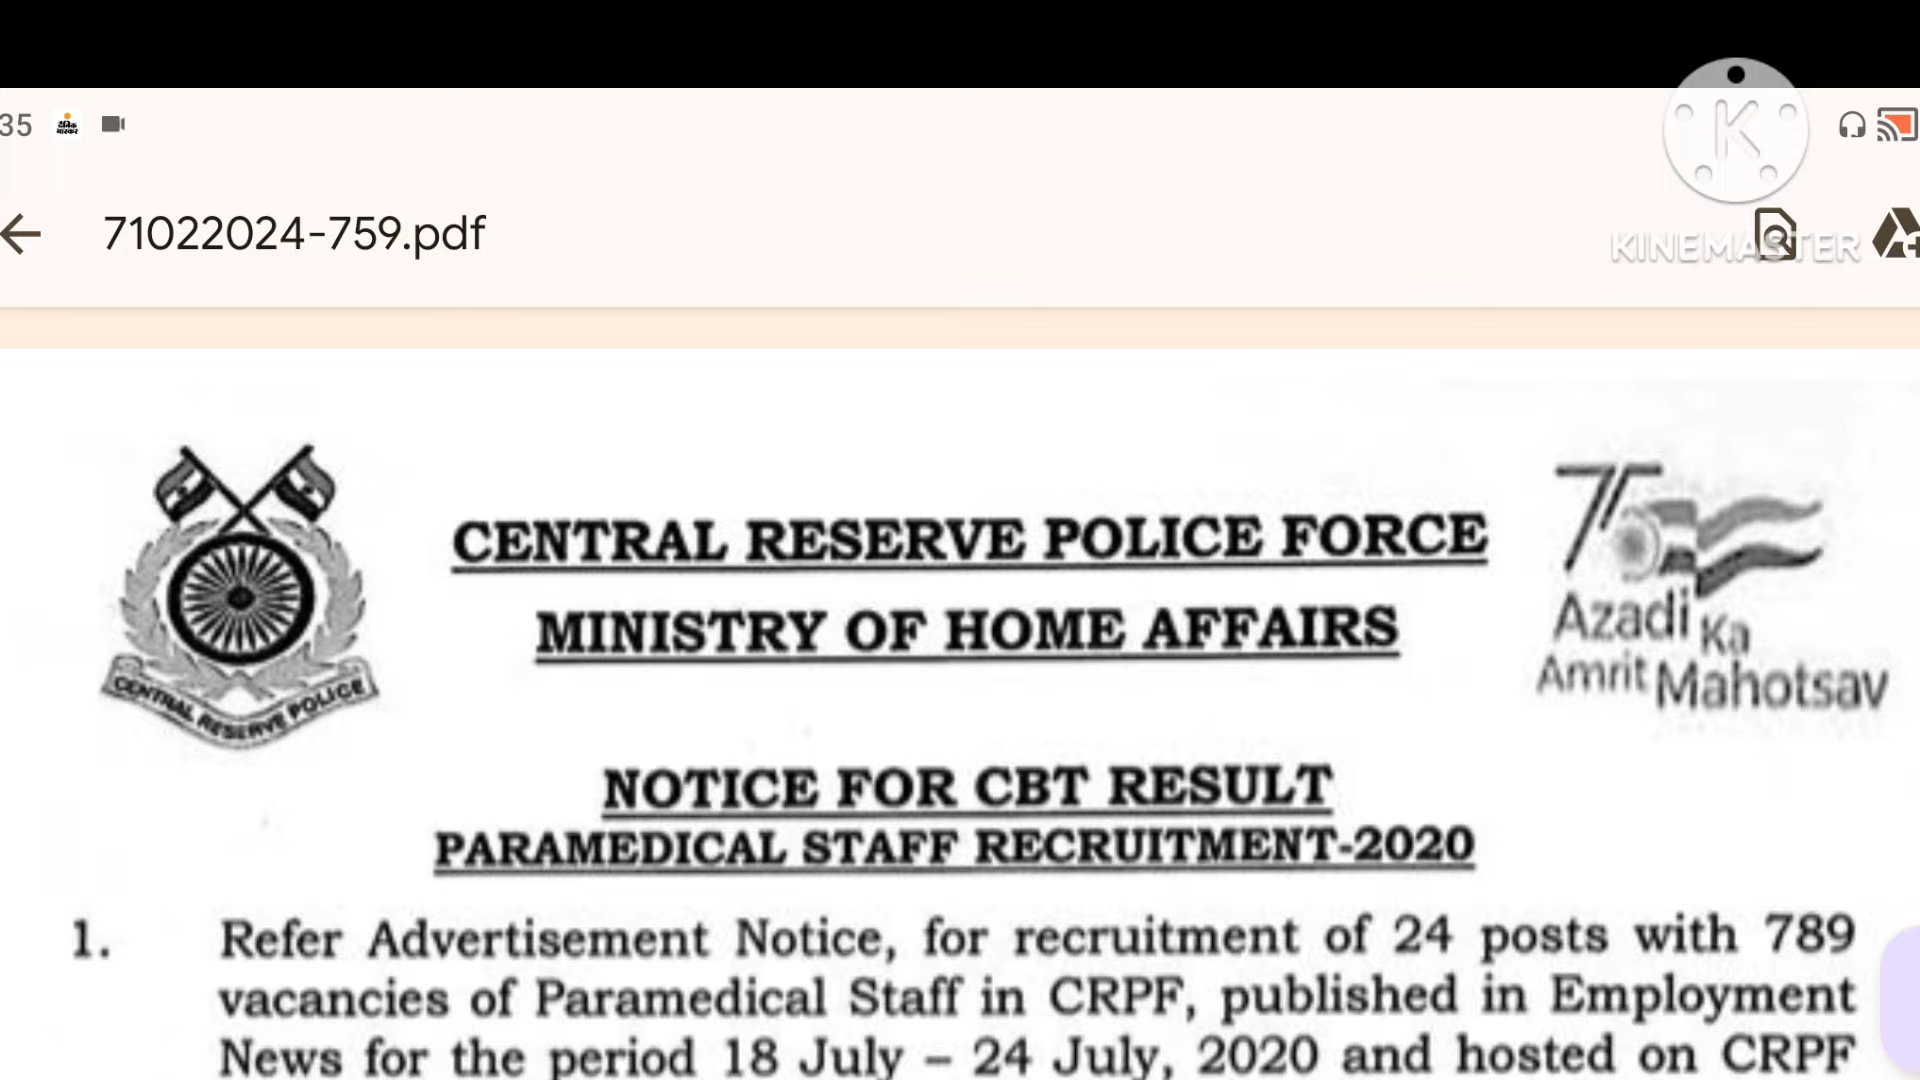 35 दैनिक भास्कर
K
71022024-759.pdf
KINEMASTER
CENTRAL RESERVE POLICE FORCE
MINISTRY OF HOME AFFAIRS
CENTRAL RESERVE POLICE
75
Azadi Ka
Amrit Mahotsav
NOTICE FOR CBT RESULT
PARAMEDICAL STAFF RECRUITMENT-2020
1. Refer Advertisement Notice, for recruitment of 24 posts with 789
vacancies of Paramedical Staff in CRPF, published in Employment
News for the period 18 July – 24 July, 2020 and hosted on CRPF